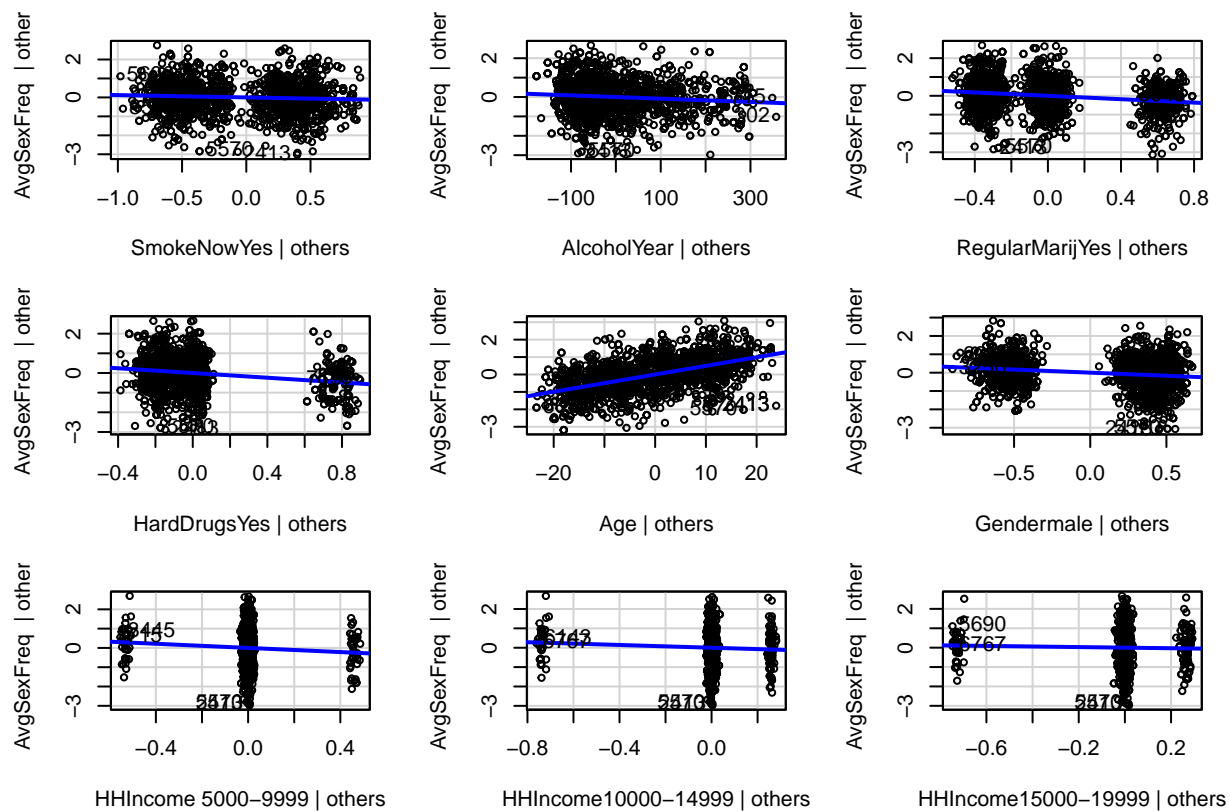 AvgSexFreq | other
2
0
−3
−1.0 −0.5 0.0 0.5
SmokeNowYes | others
AvgSexFreq | other
2
0
−3
−100 0 100 300
AlcoholYear | others
AvgSexFreq | other
2
0
−3
−0.4 0.0 0.4 0.8
RegularMarijYes | others
AvgSexFreq | other
2
0
−3
−0.4 0.0 0.4 0.8
HardDrugsYes | others
AvgSexFreq | other
2
0
−3
−20 0 10 20
Age | others
AvgSexFreq | other
2
0
−3
−0.5 0.0 0.5
Gendermale | others
AvgSexFreq | other
2
0
−3
−0.4 0.0 0.4
HHIncome 5000−9999 | others
AvgSexFreq | other
2
0
−3
−0.8 −0.4 0.0
HHIncome10000−14999 | others
AvgSexFreq | other
2
0
−3
6767
−0.6 −0.2 0.2
HHIncome15000−19999 | others